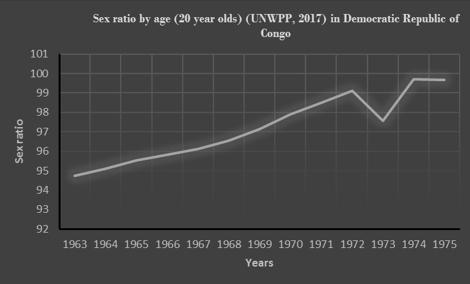 Sex ratio by age (20 year olds) (UNWPP, 2017) in Democratic Republic of
Congo
101
100
99
98
97
96
95
94
93
92
Sex ratio
1963 1964 1965 1966 1967 1968 1969 1970 1971 1972 1973 1974 1975
Years